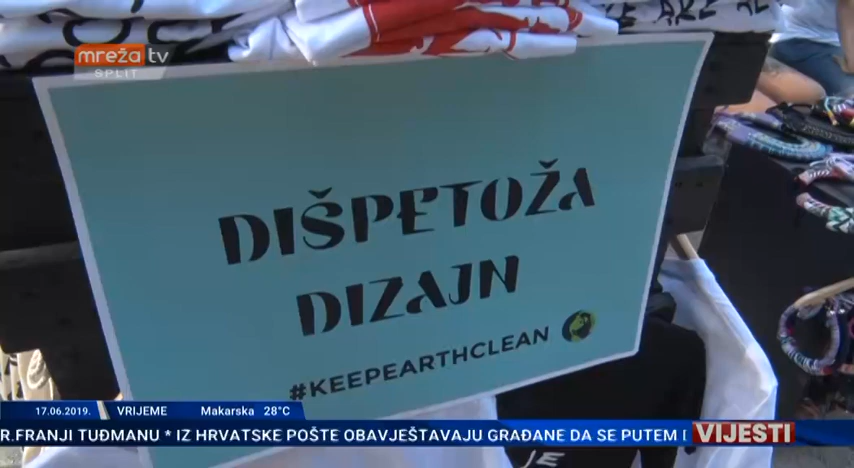 mreža tv
SPLIT
DIŠPETOŽA
DIZAJN
#KEEPEARTHCLEAN
17.06.2019. VRIJEME Makarska 28°C
R.FRANJI TUĐMANU * IZ HRVATSKE POŠTE OBAVJEŠTAVAJU GRAĐANE DA SE PUTEM
VIJESTI